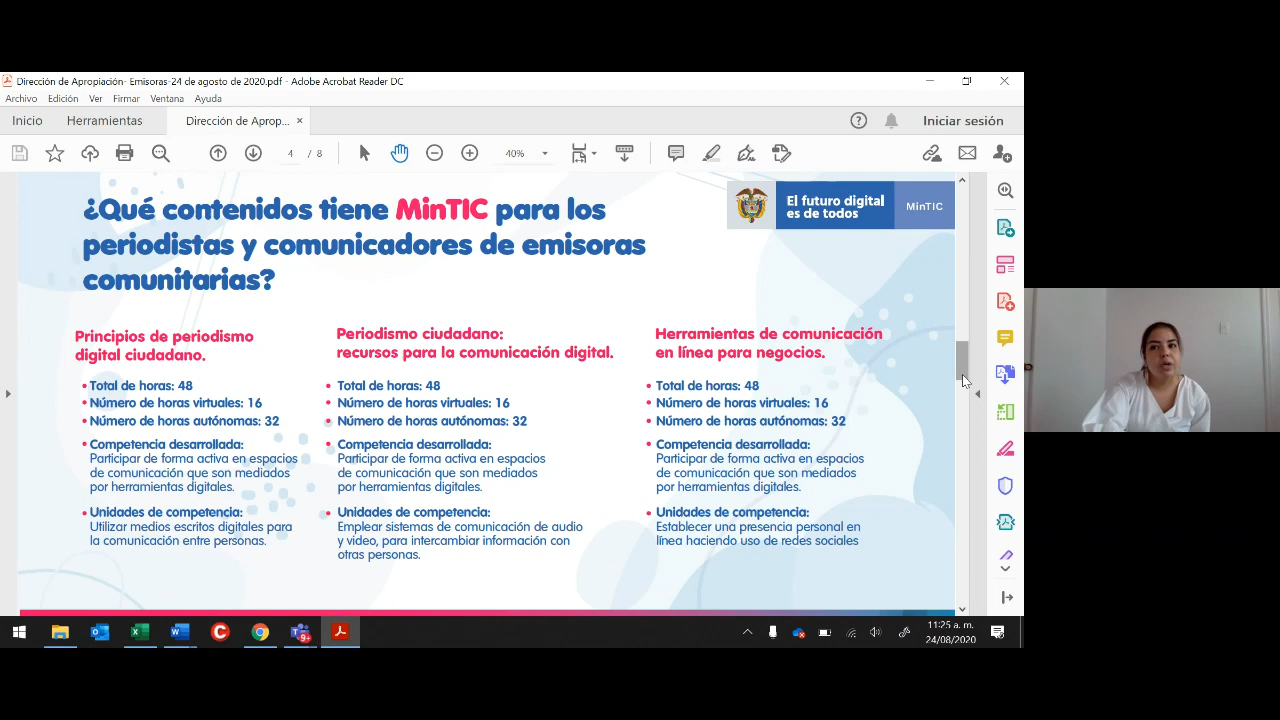 Dirección de Apropiación- Emisoras-24 de agosto de 2020.pdf - Adobe Acrobat Reader DC
Archivo Edición Ver Firmar Ventana Ayuda
Inicio Herramientas Dirección de Aprop... × Iniciar sesión
4 / 8 40%
¿Qué contenidos tiene MinTIC para los
periodistas y comunicadores de emisoras
comunitarias?
El futuro digital
es de todos
MinTIC
Principios de periodismo
digital ciudadano.
• Total de horas: 48
• Número de horas virtuales: 16
• Número de horas autónomas: 32
• Competencia desarrollada:
Participar de forma activa en espacios
de comunicación que son mediados
por herramientas digitales.
• Unidades de competencia:
Utilizar medios escritos digitales para
la comunicación entre personas.
Periodismo ciudadano:
recursos para la comunicación digital.
• Total de horas: 48
• Número de horas virtuales: 16
• Número de horas autónomas: 32
• Competencia desarrollada:
Participar de forma activa en espacios
de comunicación que son mediados
por herramientas digitales.
• Unidades de competencia:
Emplear sistemas de comunicación de audio
y video, para intercambiar información con
otras personas.
Herramientas de comunicación
en línea para negocios.
• Total de horas: 48
• Número de horas virtuales: 16
• Número de horas autónomas: 32
• Competencia desarrollada:
Participar de forma activa en espacios
de comunicación que son mediados
por herramientas digitales.
• Unidades de competencia:
Establecer una presencia personal en
línea haciendo uso de redes sociales
9+
11:25 a. m.
24/08/2020